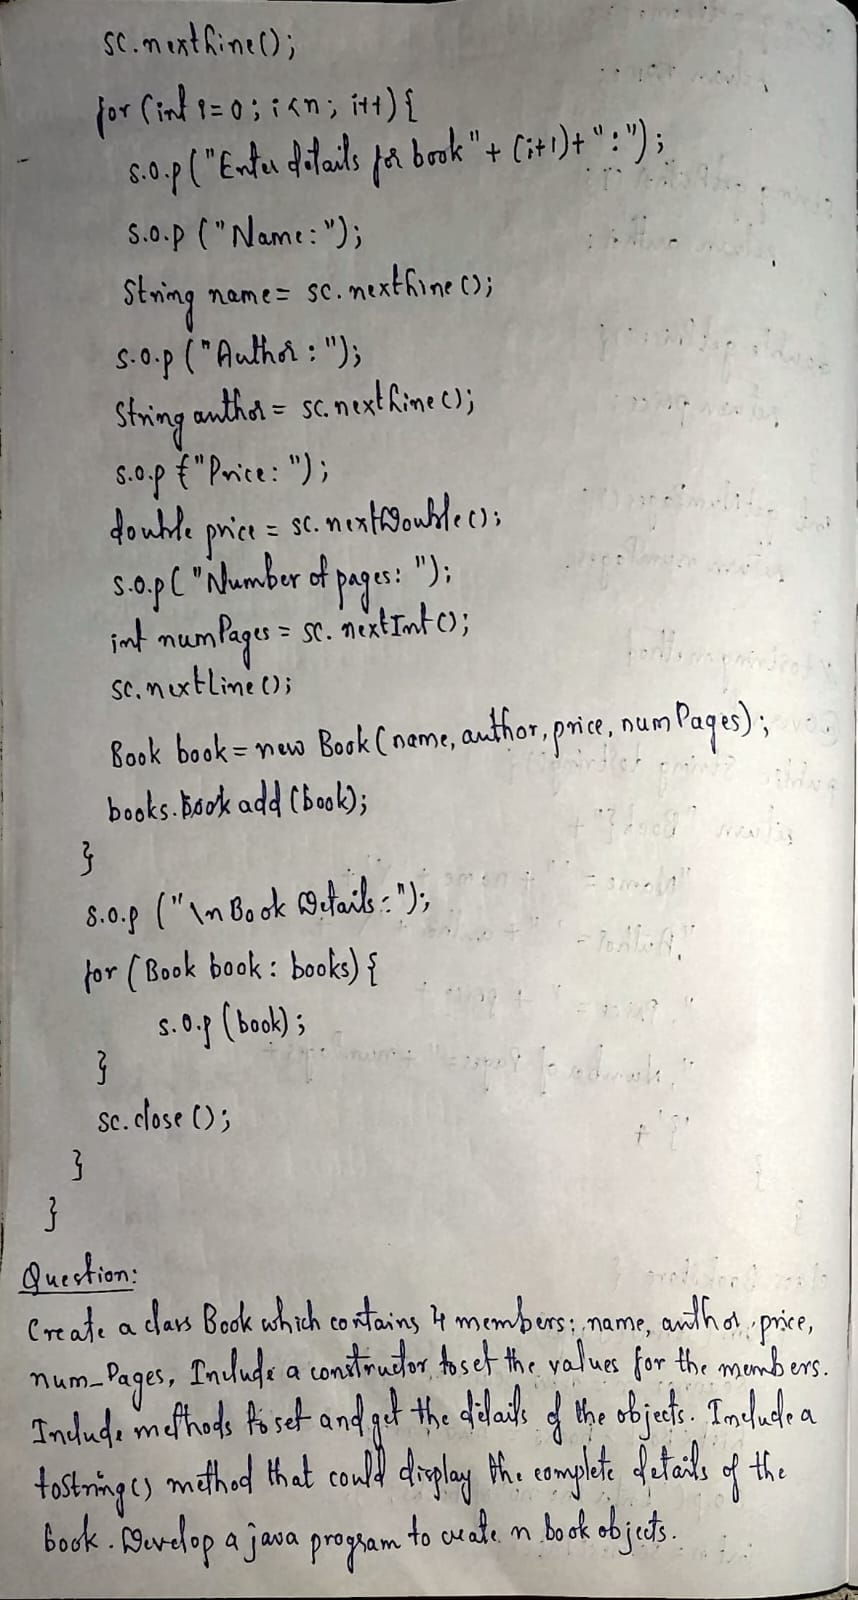 sc.nextLine();
for (int i=0; i<n; i++) {
s.o.p ("Enter details for book" + (i+1)+ ":");
s.o.p ("Name:");
String name= sc.nextLine();
s.o.p ("Author: ");
String author = sc.nextLine();
s.o.p ("Price: ");
double price = sc.nextDouble();
s.o.p ("Number of pages: ");
int numPages = sc. nextInt();
sc.nextLine();
Book book= new Book (name, author, price, numPages);
books. add (book);
}
s.o.p ("\n Book Details:");
for (Book book : books) {
s.o.p (book);
}
sc.close();
}
}
Question:
Create a class Book which contains 4 members: name, author, price,
num_Pages, Include a constructor to set the values for the members.
Include methods to set and get the details of the objects. Include a
toString() method that could display the complete details of the
book. Develop a java program to create n book objects.